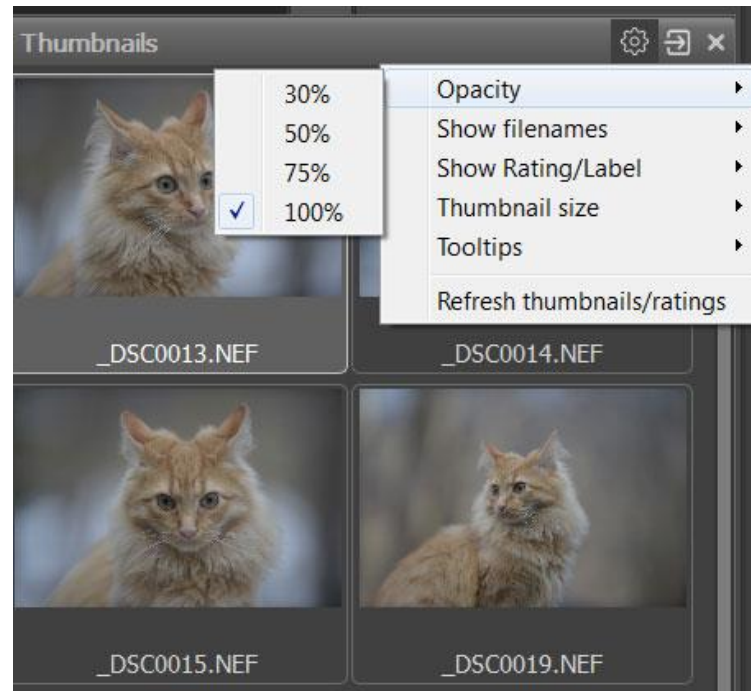 Thumbnails
30%
50%
75%
100%
Opacity
Show filenames
Show Rating/Label
Thumbnail size
Tooltips
Refresh thumbnails/ratings
_DSC0013.NEF
_DSC0014.NEF
_DSC0015.NEF
_DSC0019.NEF